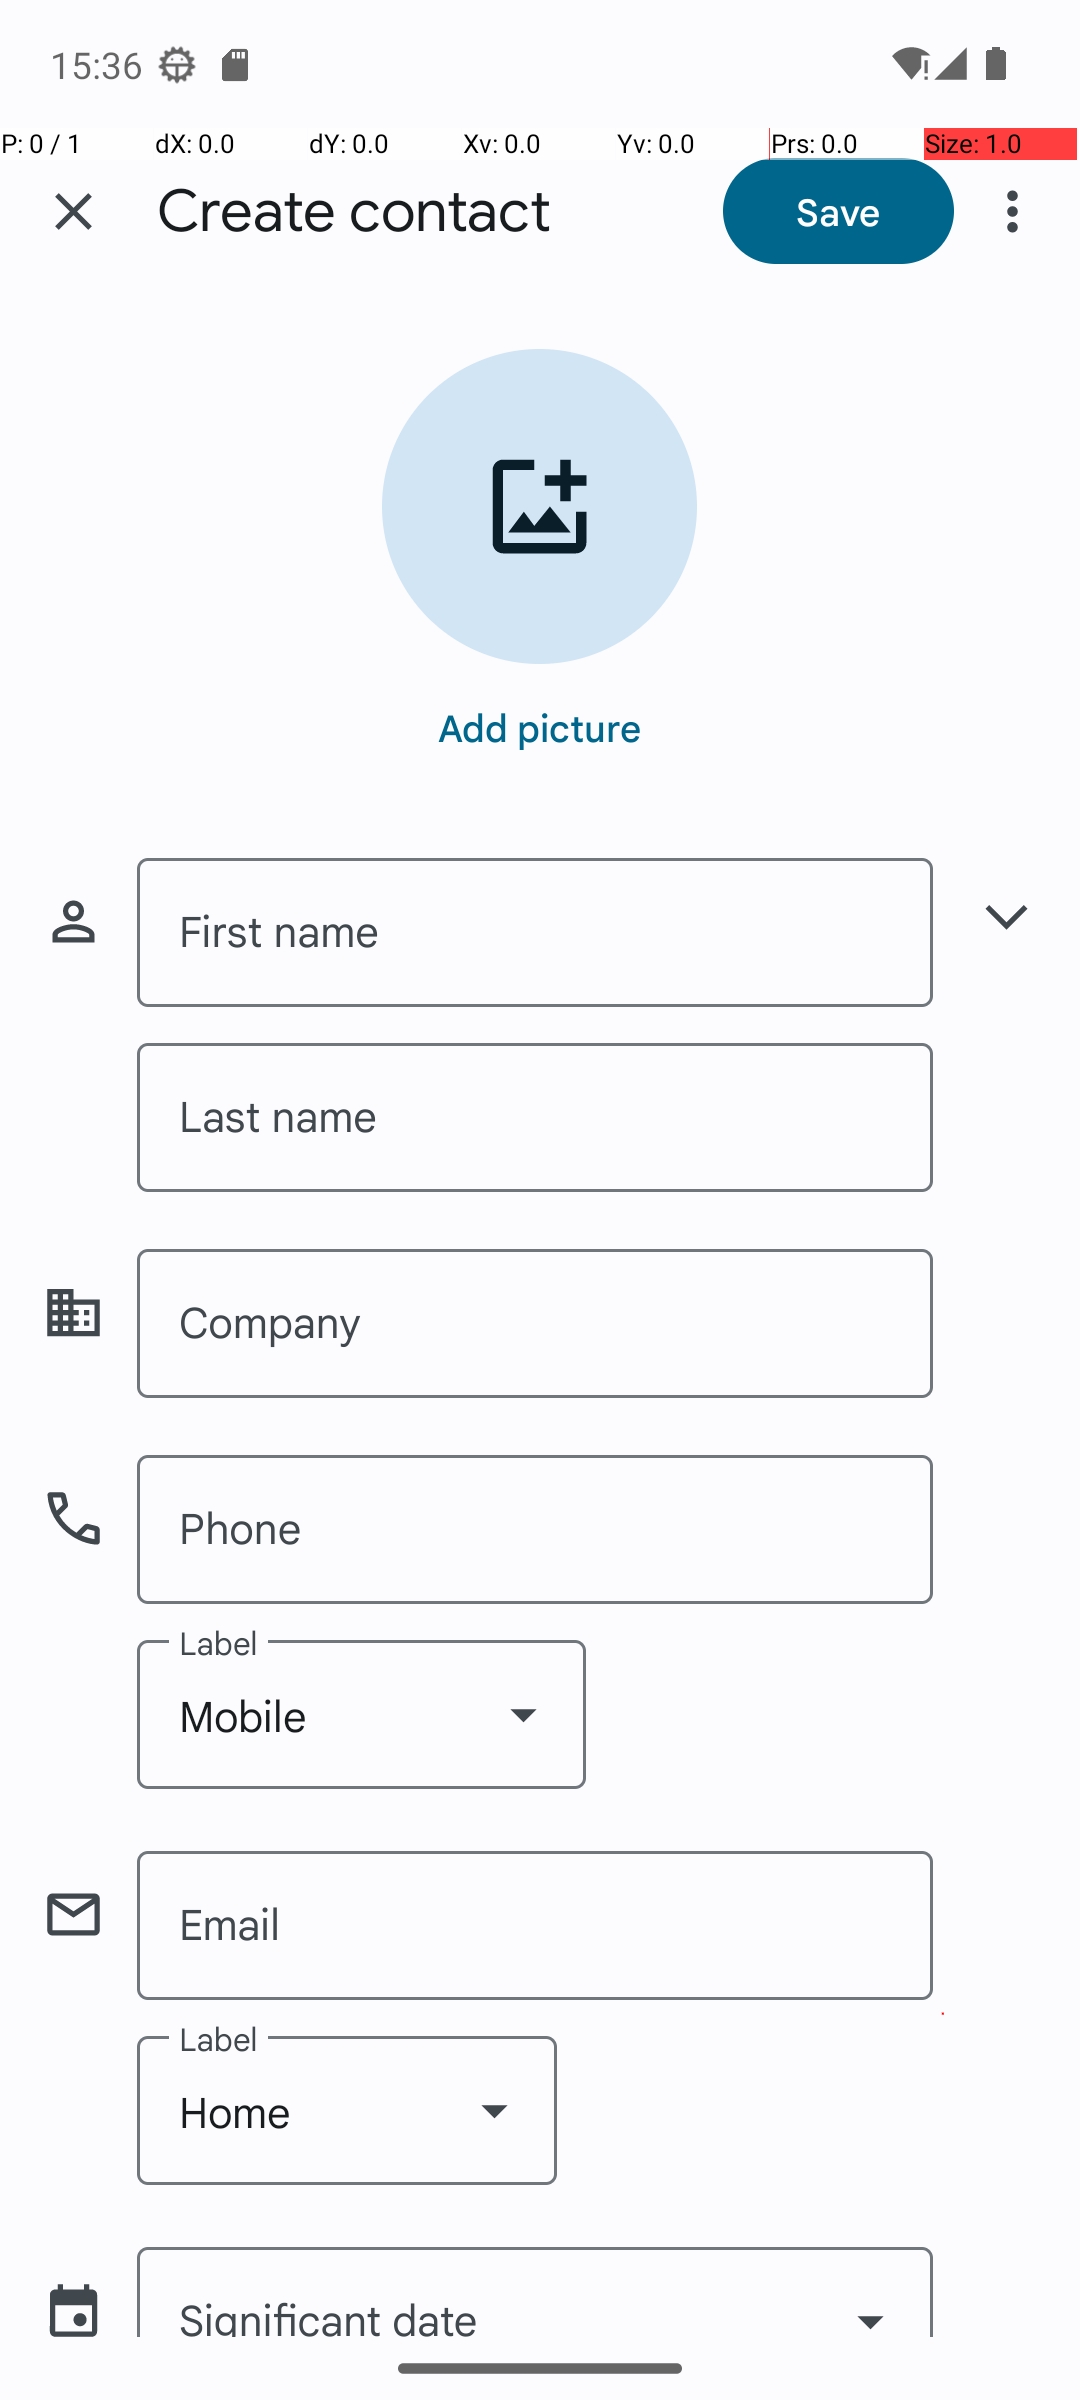 15:36
P: 0 / 1 dX: 0.0 dY: 0.0 Xv: 0.0 Yv: 0.0 Prs: 0.0 Size: 1.0
Create contact Save
Add picture
First name
Last name
Company
Phone
Label
Mobile
Email
Label
Home
Significant date